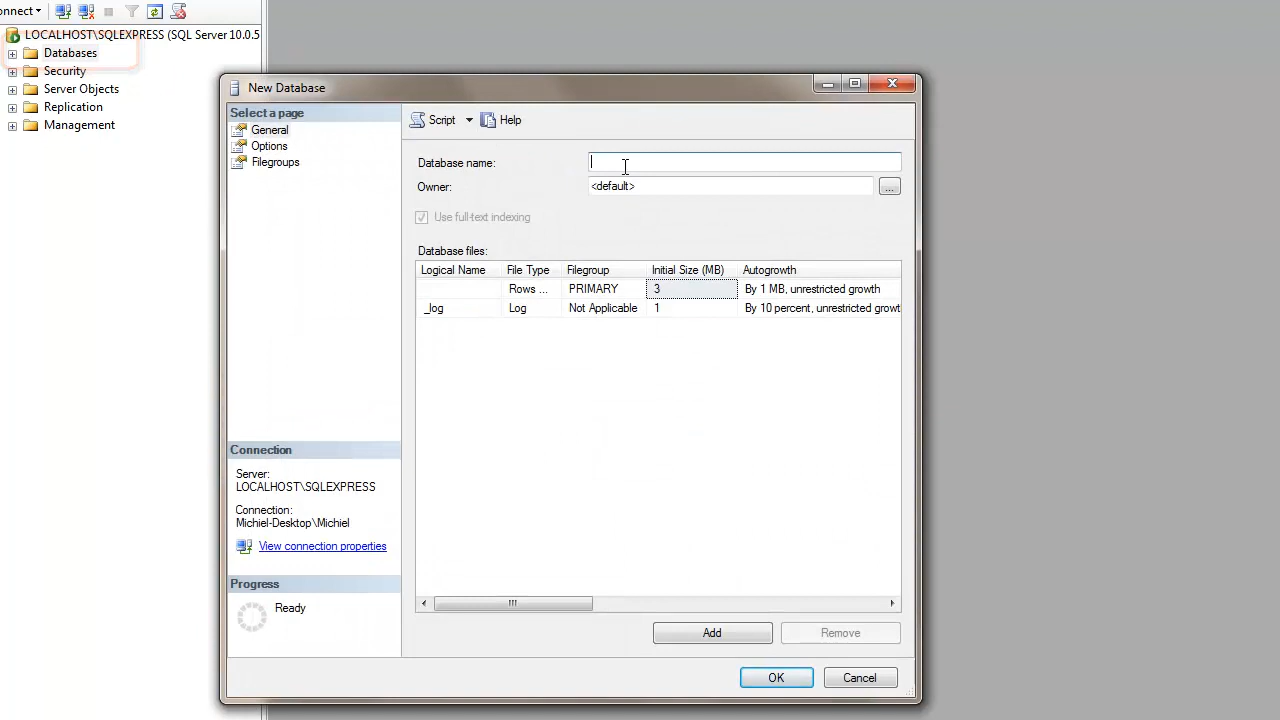 onnect
LOCALHOST\SQLEXPRESS (SQL Server 10.0.5
Databases
Security
Server Objects
Replication
Management
New Database
Select a page
General
Options
Filegroups
Script
Help
Database name:
Owner:
<default>
...
Use full-text indexing
Database files:
Logical Name File Type Filegroup Initial Size (MB) Autogrowth
Rows ... PRIMARY 3 By 1 MB, unrestricted growth
_log Log Not Applicable 1 By 10 percent, unrestricted growt
Connection
Server:
LOCALHOST\SQLEXPRESS
Connection:
Michiel-Desktop\Michiel
View connection properties
Progress
Ready
Add Remove
OK Cancel